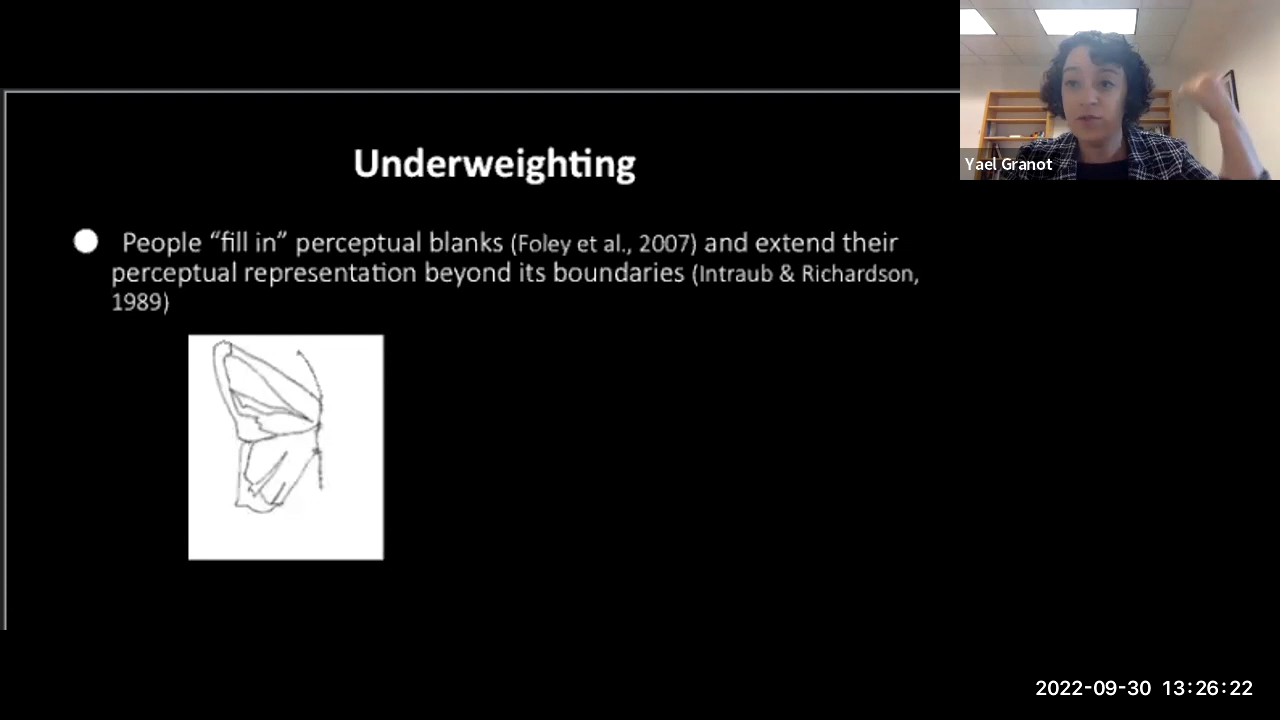 Yael Granot
Underweighting
People “fill in” perceptual blanks (Foley et al., 2007) and extend their
perceptual representation beyond its boundaries (Intraub & Richardson,
1989)
2022-09-30 13:26:22